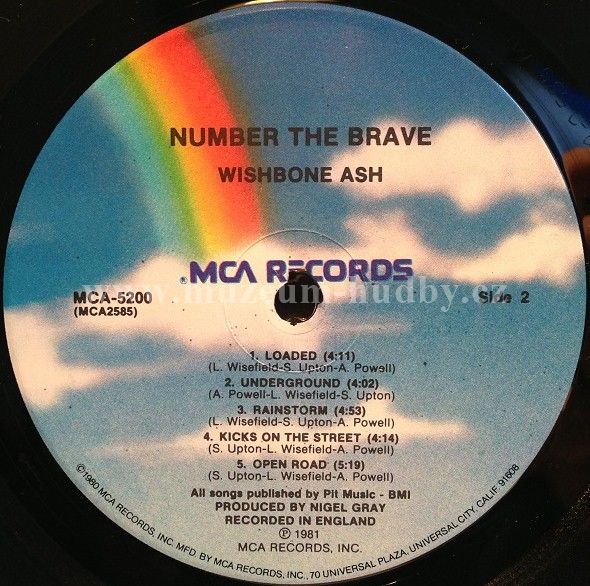 NUMBER THE BRAVE
WISHBONE ASH
®MCA RECORDS
www.muzeum-hudby.cz
MCA-5200
(MCA2585)
Side 2
1. LOADED (4:11)
(L. Wisefield-S. Upton-A. Powell)
2. UNDERGROUND (4:02)
(A. Powell-L. Wisefield-S. Upton)
3. RAINSTORM (4:53)
(L. Wisefield-S. Upton-A. Powell)
4. KICKS ON THE STREET (4:14)
(S. Upton-L. Wisefield-A. Powell)
5. OPEN ROAD (5:19)
(S. Upton-L. Wisefield-A. Powell)
All songs published by Pit Music - BMI
PRODUCED BY NIGEL GRAY
RECORDED IN ENGLAND
℗ 1981
MCA RECORDS, INC.
©1980 MCA RECORDS, INC. MFD. BY MCA RECORDS, INC., 70 UNIVERSAL PLAZA, UNIVERSAL CITY, CALIF. 91608